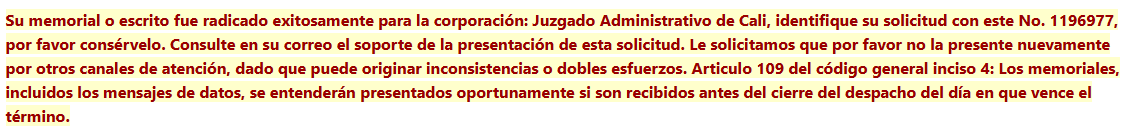 Su memorial o escrito fue radicado exitosamente para la corporación: Juzgado Administrativo de Cali, identifique su solicitud con este No. 1196977,
por favor consérvelo. Consulte en su correo el soporte de la presentación de esta solicitud. Le solicitamos que por favor no la presente nuevamente
por otros canales de atención, dado que puede originar inconsistencias o dobles esfuerzos. Articulo 109 del código general inciso 4: Los memoriales,
incluidos los mensajes de datos, se entenderán presentados oportunamente si son recibidos antes del cierre del despacho del día en que vence el
término.